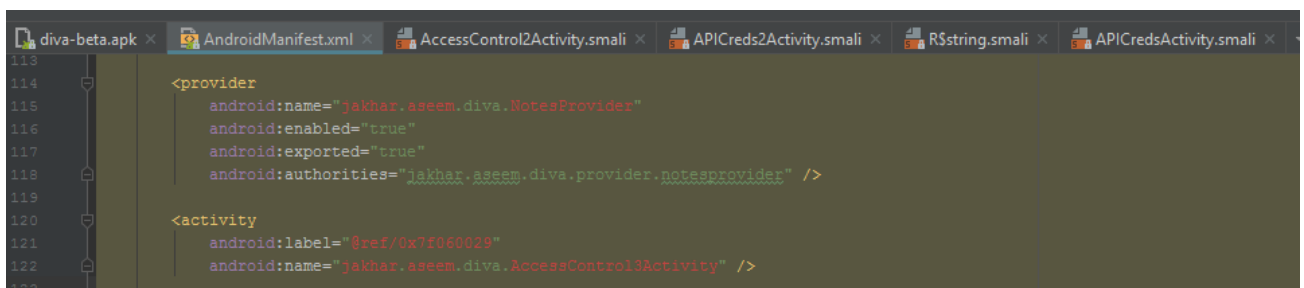 diva-beta.apk AndroidManifest.xml AccessControl2Activity.smali APICreds2Activity.smali R$string.smali APICredsActivity.smali
113
114 <provider
115 android:name="jakhar.aseem.diva.NotesProvider"
116 android:enabled="true"
117 android:exported="true"
118 android:authorities="jakhar.aseem.diva.provider.notesprovider" />
119
120 <activity
121 android:label="@ref/0x7f060029"
122 android:name="jakhar.aseem.diva.AccessControl3Activity" />